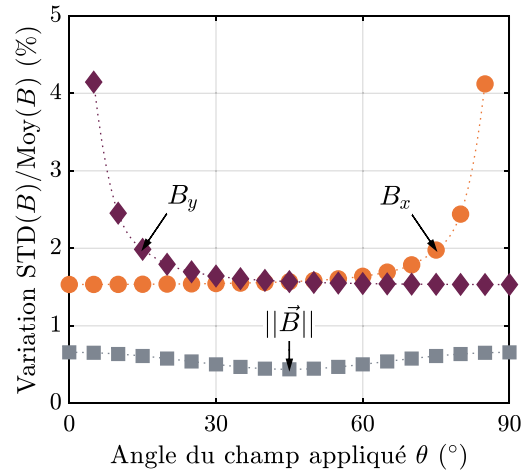 Variation STD(B)/Moy(B) (%)
5
4
3
2
1
0
B_y
B_x
||\vec{B}||
0
30
60
90
Angle du champ appliqué θ (°)